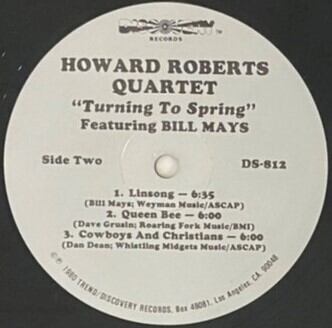 DISCOVERY™
RECORDS
HOWARD ROBERTS
QUARTET
"Turning To Spring"
Featuring BILL MAYS
Side Two
DS-812
1. Linsong — 6:35
(Bill Mays; Weyman Music/ASCAP)
2. Queen Bee — 6:00
(Dave Grusin; Roaring Fork Music/BMI)
3. Cowboys And Christians — 6:00
(Dan Dean; Whistling Midgets Music/ASCAP)
©℗ 1980 TREND/DISCOVERY RECORDS, Box 49081, Los Angeles, CA. 90048